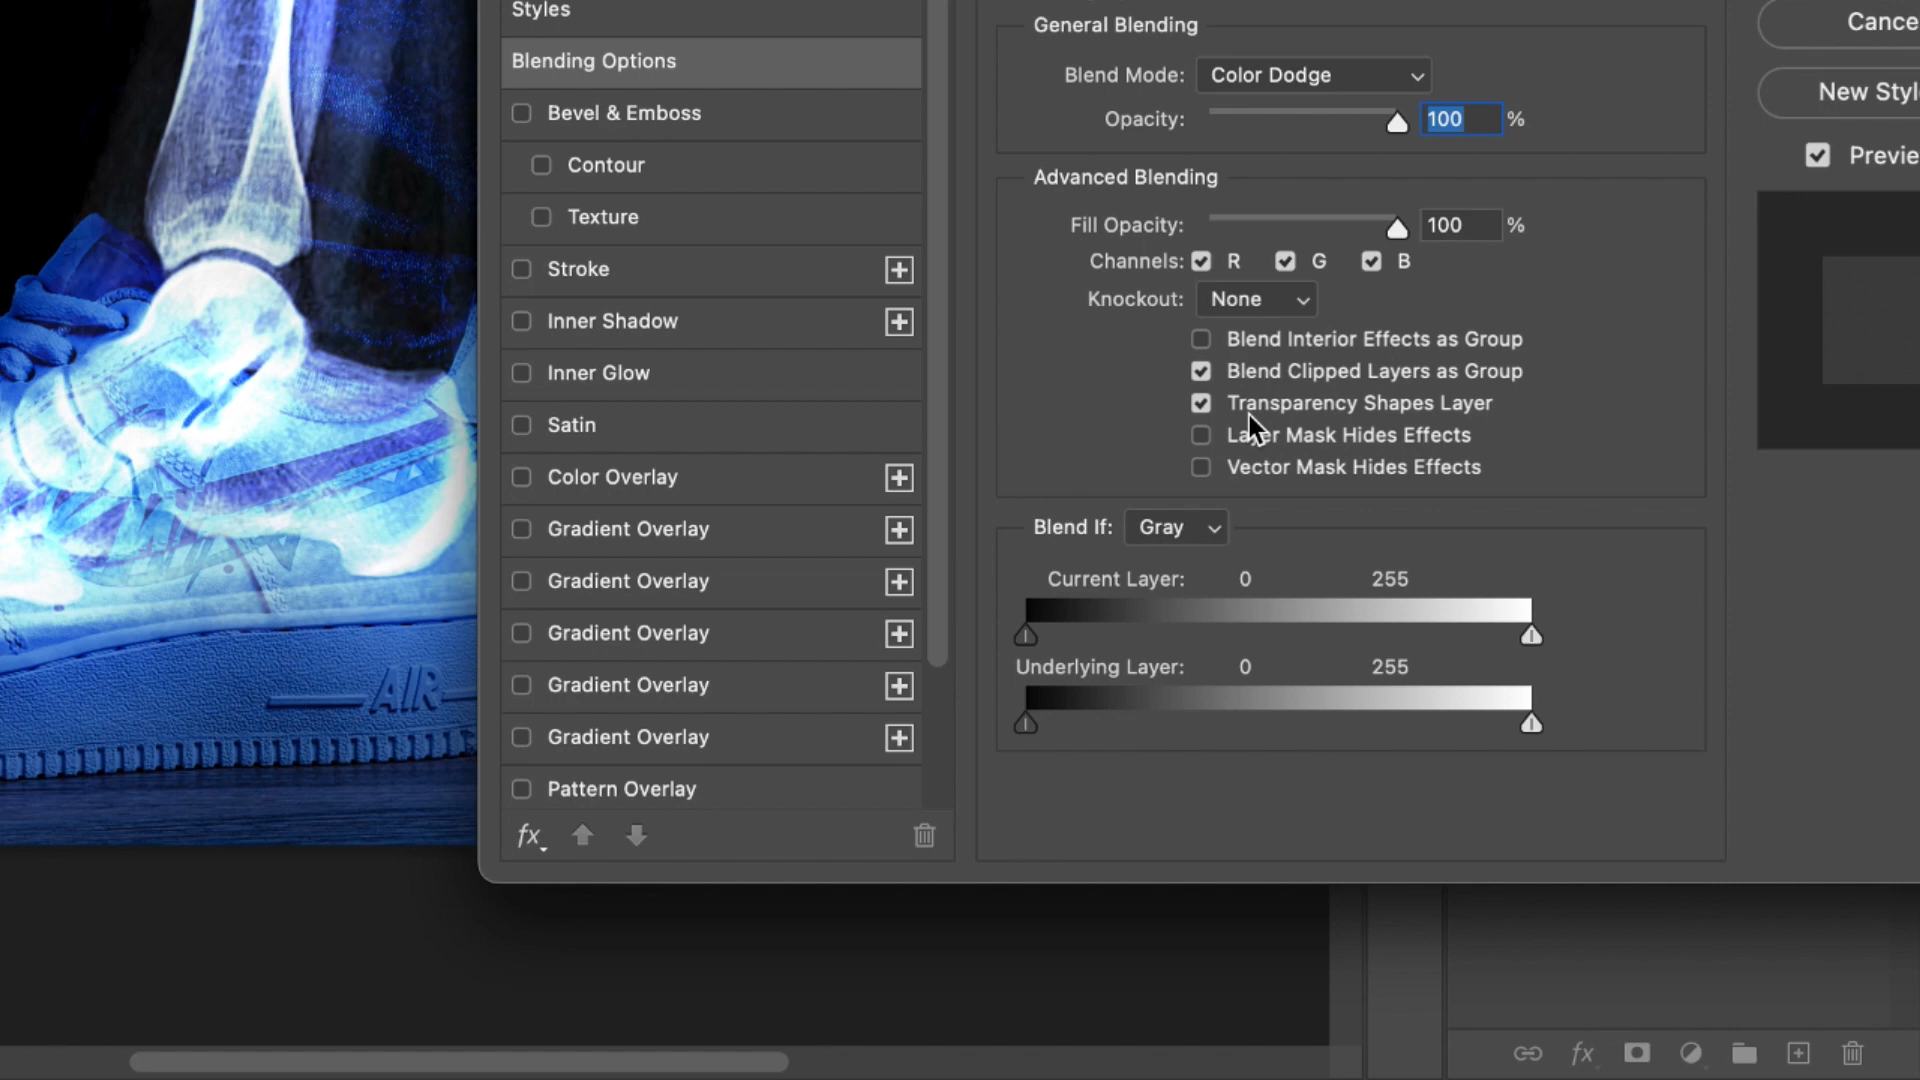 Styles
Blending Options
Bevel & Emboss
Contour
Texture
Stroke
Inner Shadow
Inner Glow
Satin
Color Overlay
Gradient Overlay
Gradient Overlay
Gradient Overlay
Gradient Overlay
Gradient Overlay
Pattern Overlay
fx
General Blending
Blend Mode: Color Dodge
Opacity: 100 %
Advanced Blending
Fill Opacity: 100 %
Channels: R G B
Knockout: None
Blend Interior Effects as Group
Blend Clipped Layers as Group
Transparency Shapes Layer
Layer Mask Hides Effects
Vector Mask Hides Effects
Blend If: Gray
Current Layer: 0 255
Underlying Layer: 0 255
Cance
New Styl
Previe
AIR
fx